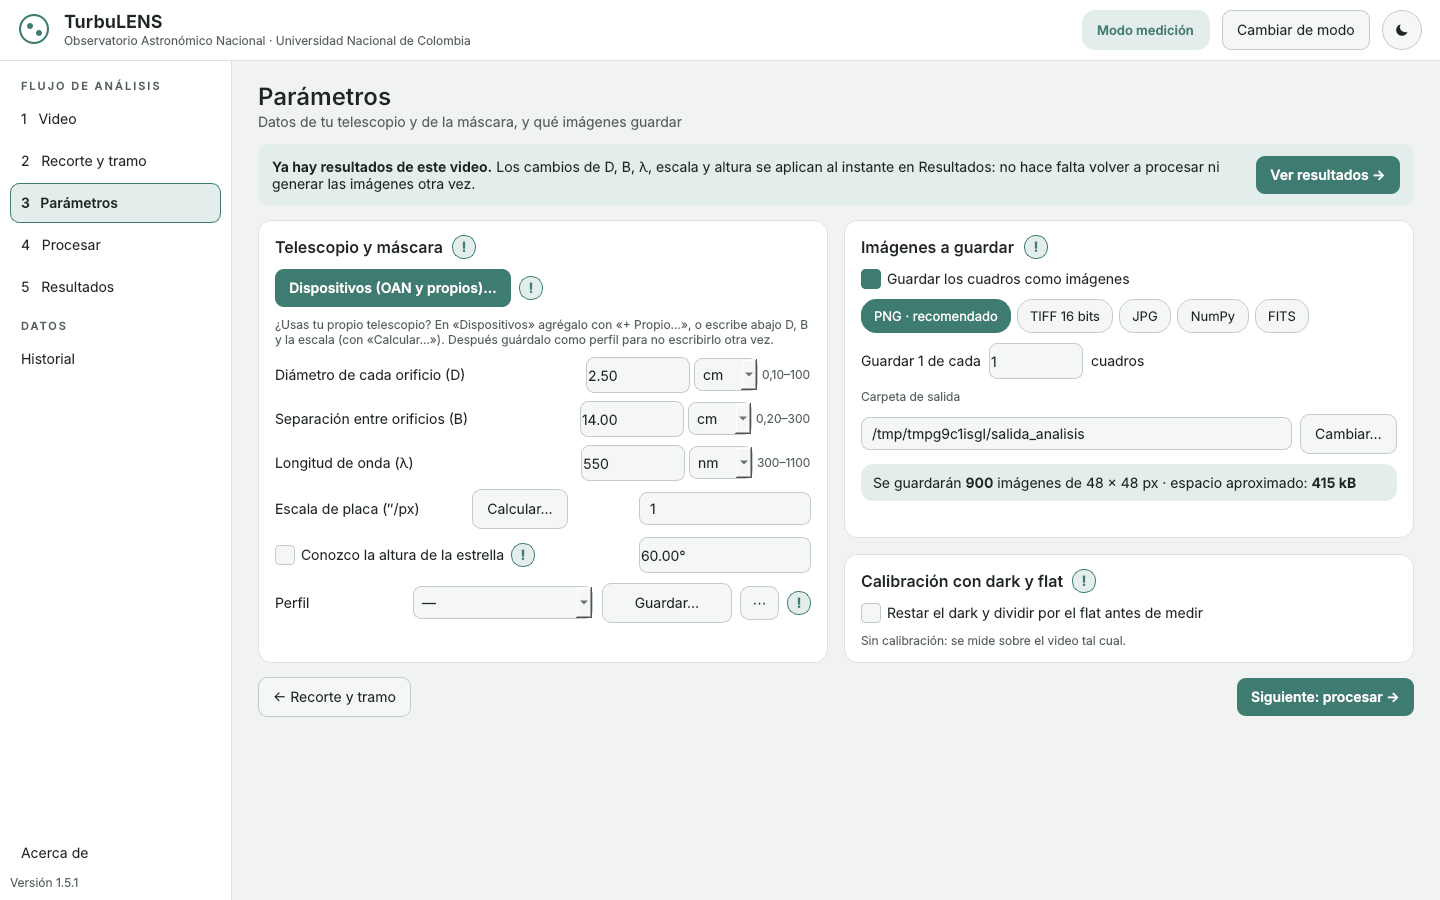 TurbuLENS
Observatorio Astronómico Nacional · Universidad Nacional de Colombia
Modo medición
Cambiar de modo
FLUJO DE ANÁLISIS
1 Video
2 Recorte y tramo
3 Parámetros
4 Procesar
5 Resultados
DATOS
Historial
Acerca de
Versión 1.5.1
Parámetros
Datos de tu telescopio y de la máscara, y qué imágenes guardar
Ya hay resultados de este video. Los cambios de D, B, λ, escala y altura se aplican al instante en Resultados: no hace falta volver a procesar ni
generar las imágenes otra vez.
Ver resultados →
Telescopio y máscara !
Dispositivos (OAN y propios)... !
¿Usas tu propio telescopio? En «Dispositivos» agrégalo con «+ Propio...», o escribe abajo D, B
y la escala (con «Calcular...»). Después guárdalo como perfil para no escribirlo otra vez.
Diámetro de cada orificio (D) 2.50 cm 0,10–100
Separación entre orificios (B) 14.00 cm 0,20–300
Longitud de onda (λ) 550 nm 300–1100
Escala de placa (″/px) Calcular... 1
Conozco la altura de la estrella ! 60.00°
Perfil — Guardar... ··· !
Imágenes a guardar !
Guardar los cuadros como imágenes
PNG · recomendado TIFF 16 bits JPG NumPy FITS
Guardar 1 de cada 1 cuadros
Carpeta de salida
/tmp/tmpg9c1isgl/salida_analisis Cambiar...
Se guardarán 900 imágenes de 48 × 48 px · espacio aproximado: 415 kB
Calibración con dark y flat !
Restar el dark y dividir por el flat antes de medir
Sin calibración: se mide sobre el video tal cual.
← Recorte y tramo
Siguiente: procesar →